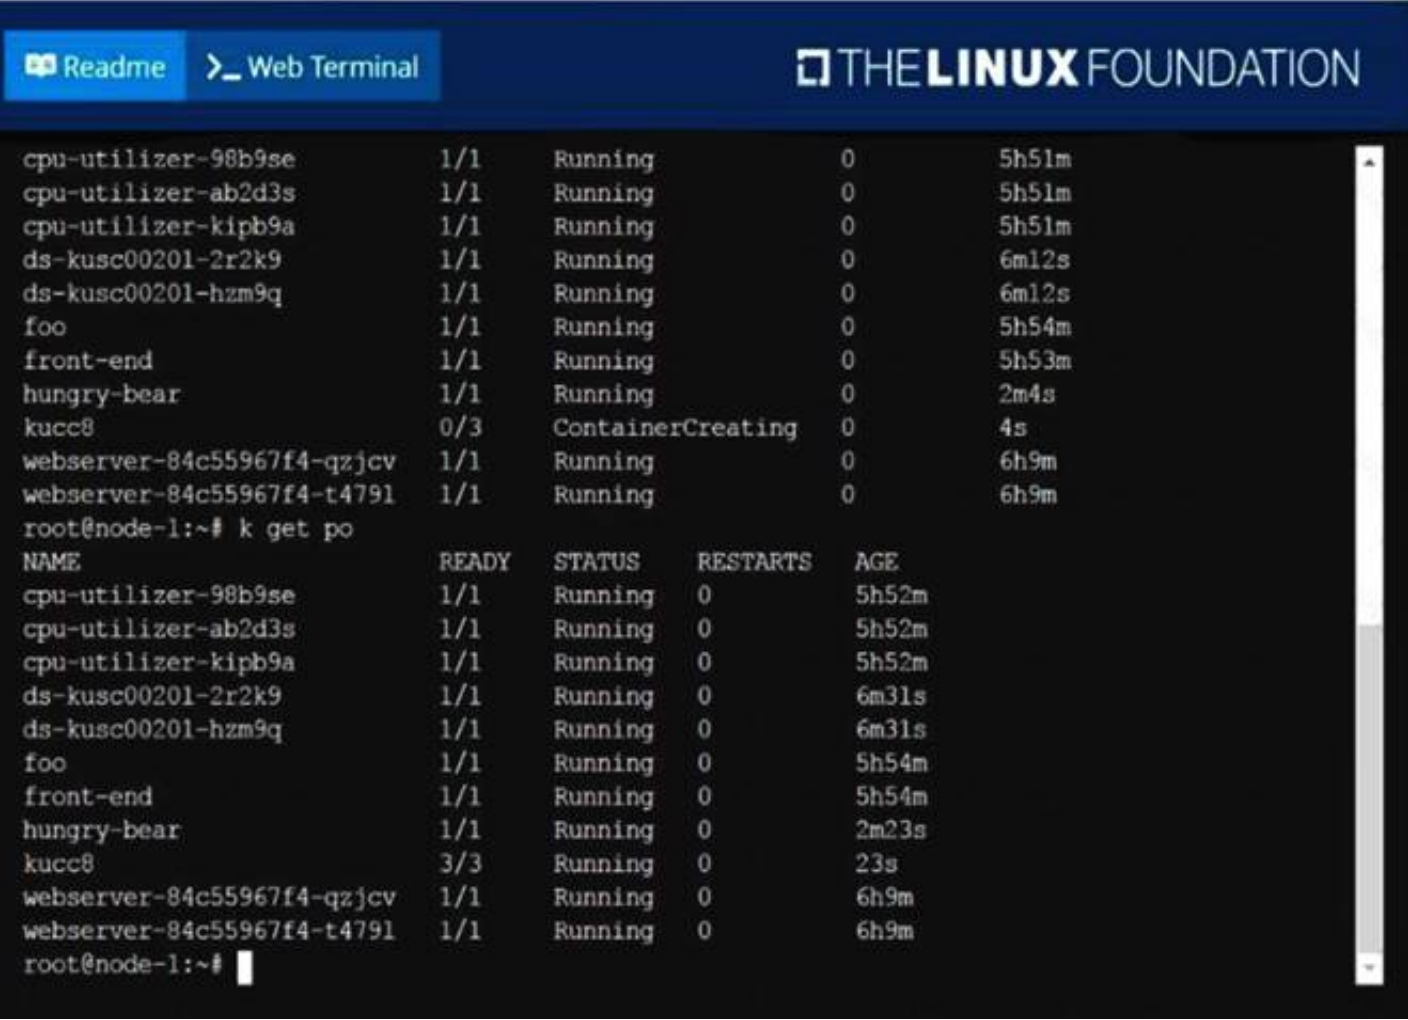 Readme >_ Web Terminal THE LINUX FOUNDATION
cpu-utilizer-98b9se 1/1 Running 0 5h51m
cpu-utilizer-ab2d3s 1/1 Running 0 5h51m
cpu-utilizer-kipb9a 1/1 Running 0 5h51m
ds-kusc00201-2r2k9 1/1 Running 0 6m12s
ds-kusc00201-hzm9q 1/1 Running 0 6m12s
foo 1/1 Running 0 5h54m
front-end 1/1 Running 0 5h53m
hungry-bear 1/1 Running 0 2m4s
kucc8 0/3 ContainerCreating 0 4s
webserver-84c55967f4-qzjcv 1/1 Running 0 6h9m
webserver-84c55967f4-t479l 1/1 Running 0 6h9m
root@node-1:~# k get po
NAME READY STATUS RESTARTS AGE
cpu-utilizer-98b9se 1/1 Running 0 5h52m
cpu-utilizer-ab2d3s 1/1 Running 0 5h52m
cpu-utilizer-kipb9a 1/1 Running 0 5h52m
ds-kusc00201-2r2k9 1/1 Running 0 6m31s
ds-kusc00201-hzm9q 1/1 Running 0 6m31s
foo 1/1 Running 0 5h54m
front-end 1/1 Running 0 5h54m
hungry-bear 1/1 Running 0 2m23s
kucc8 3/3 Running 0 23s
webserver-84c55967f4-qzjcv 1/1 Running 0 6h9m
webserver-84c55967f4-t479l 1/1 Running 0 6h9m
root@node-1:~#